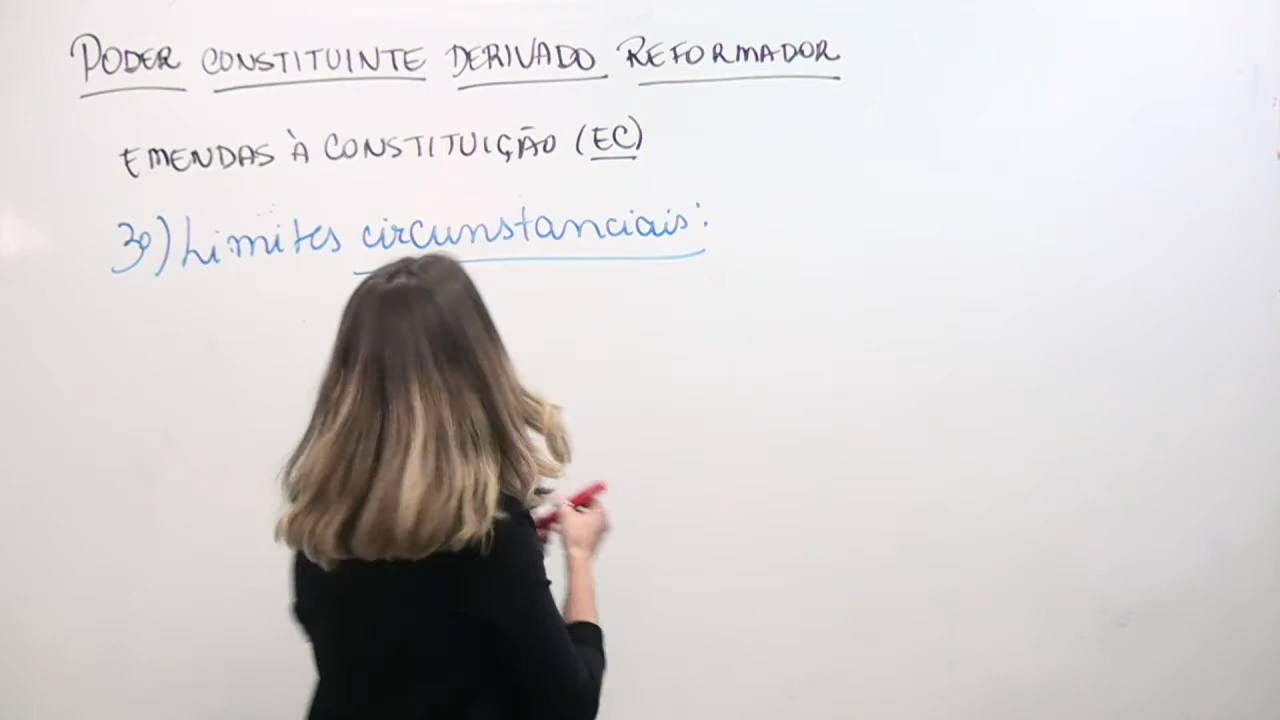 PODER CONSTITUINTE DERIVADO REFORMADOR
EMENDAS À CONSTITUIÇÃO (EC)
3º) Limites circunstanciais: